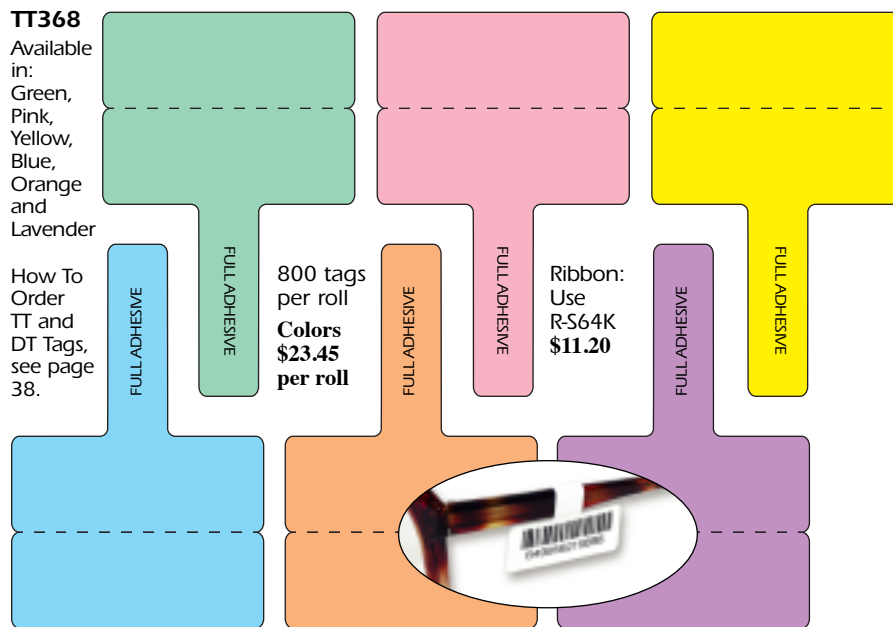 TT368
Available
in:
Green,
Pink,
Yellow,
Blue,
Orange
and
Lavender
How To
Order
TT and
DT Tags,
see page
38.
FULL ADHESIVE
FULL ADHESIVE
800 tags
per roll
Colors
$23.45
per roll
FULL ADHESIVE
FULL ADHESIVE
Ribbon:
Use
R-S64K
$11.20
FULL ADHESIVE
FULL ADHESIVE